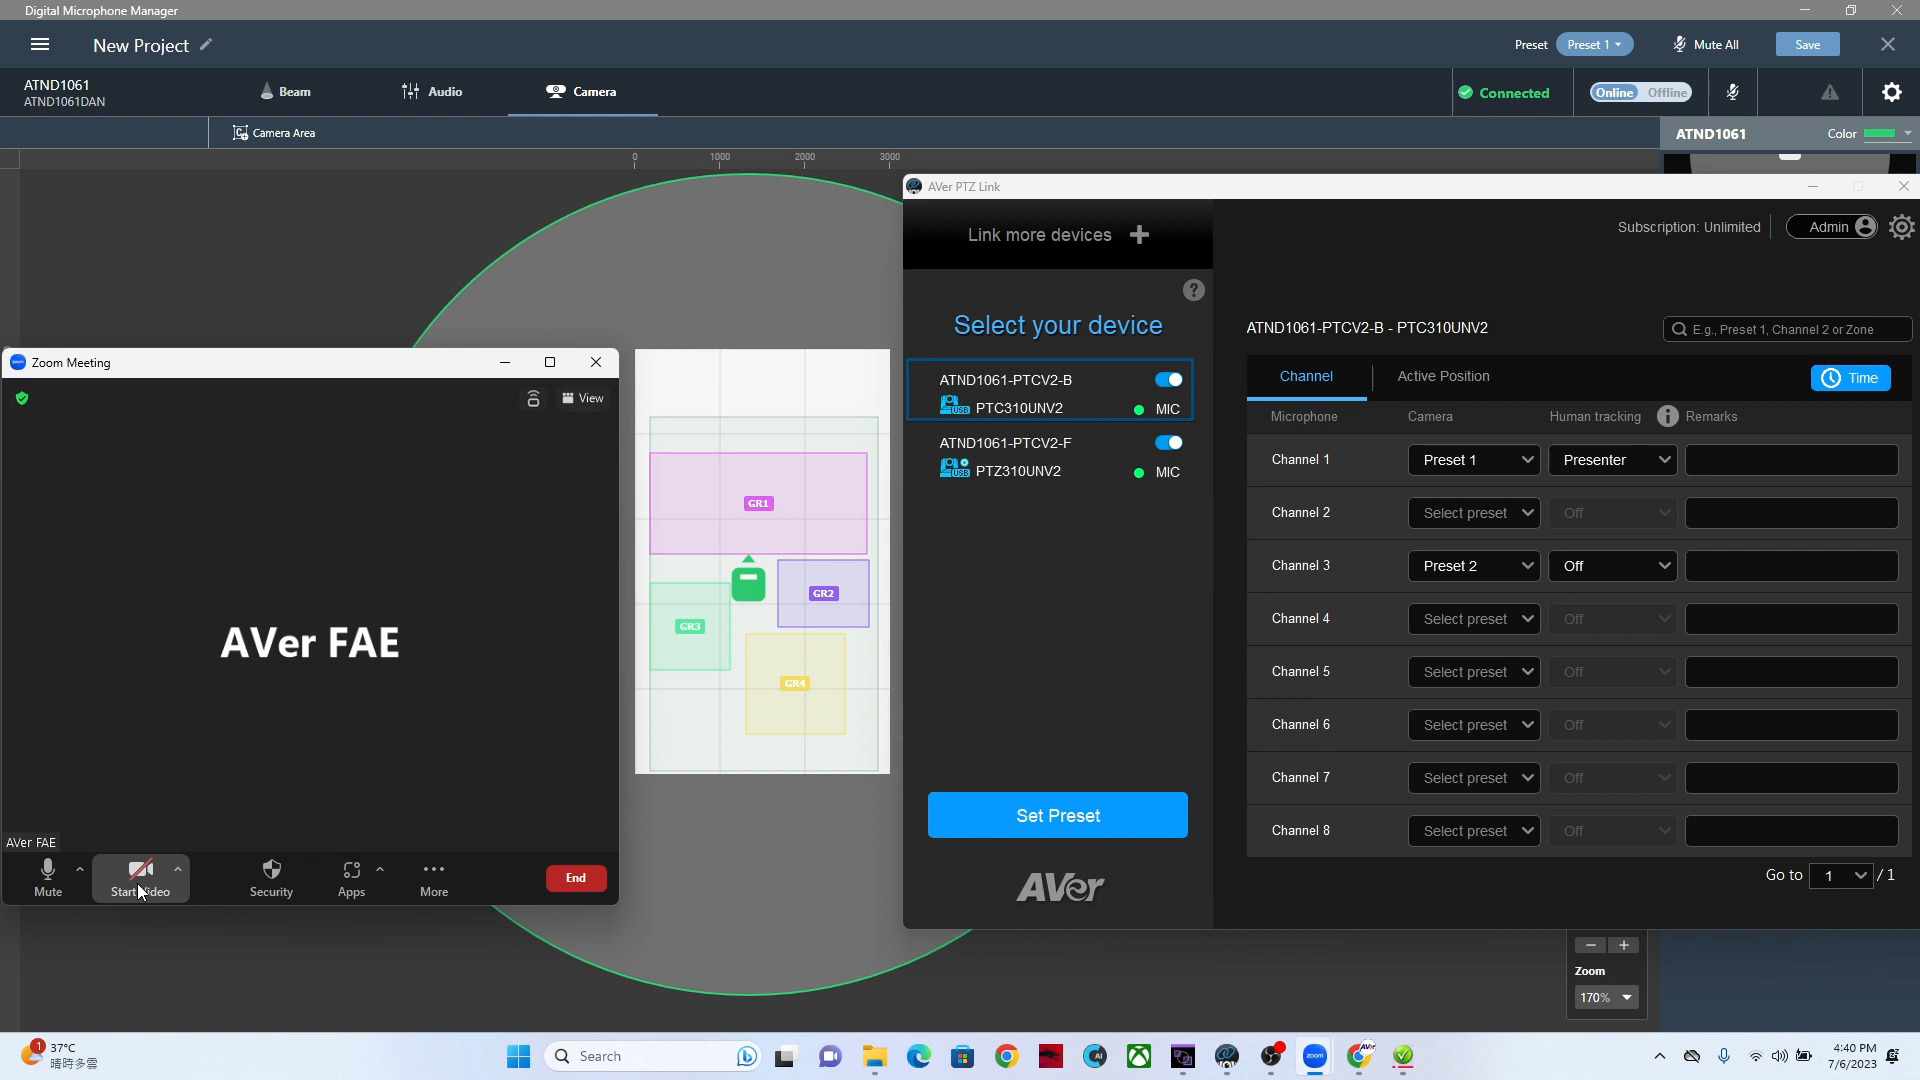 Digital Microphone Manager
New Project
Preset
Preset 1
Mute All
Save
ATND1061
ATND1061DAN
Beam
Audio
Camera
Connected
Online
Offline
Camera Area
ATND1061
Color
0
1000
2000
3000
AVer PTZ Link
Link more devices
Subscription: Unlimited
Admin
Select your device
ATND1061-PTCV2-B - PTC310UNV2
E.g., Preset 1, Channel 2 or Zone
Zoom Meeting
View
GR1
GR2
GR3
GR4
ATND1061-PTCV2-B
USB
PTC310UNV2
MIC
ATND1061-PTCV2-F
USB
PTZ310UNV2
MIC
Channel
Active Position
Time
Microphone
Camera
Human tracking
Remarks
Channel 1
Preset 1
Presenter
Channel 2
Select preset
Off
Channel 3
Preset 2
Off
Channel 4
Select preset
Off
Channel 5
Select preset
Off
Channel 6
Select preset
Off
Channel 7
Select preset
Off
Channel 8
Select preset
Off
Go to
1
/ 1
AVer FAE
AVer FAE
Set Preset
AVer
Mute
Start Video
Security
Apps
More
End
Zoom
170%
1
37°C
晴時多雲
Search
zoom
4:40 PM
7/6/2023